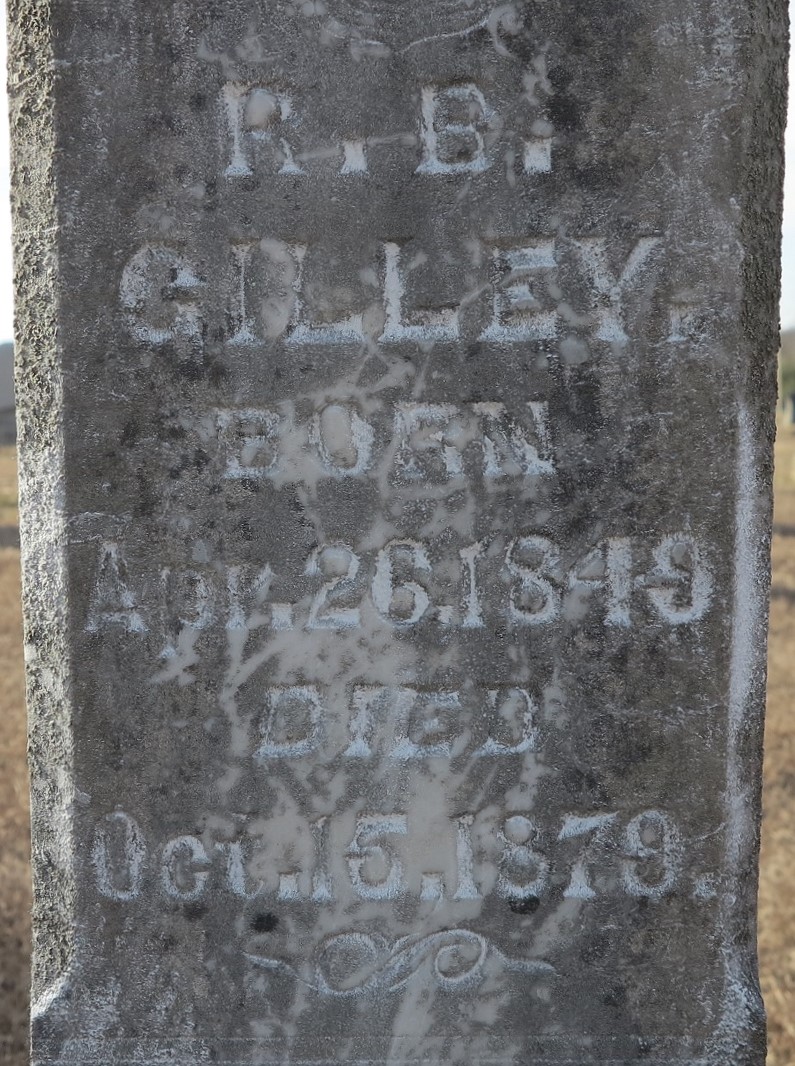 R. B.
GILLEY.
BORN
Apr. 26, 1849
DIED
Oct. 15, 1879.